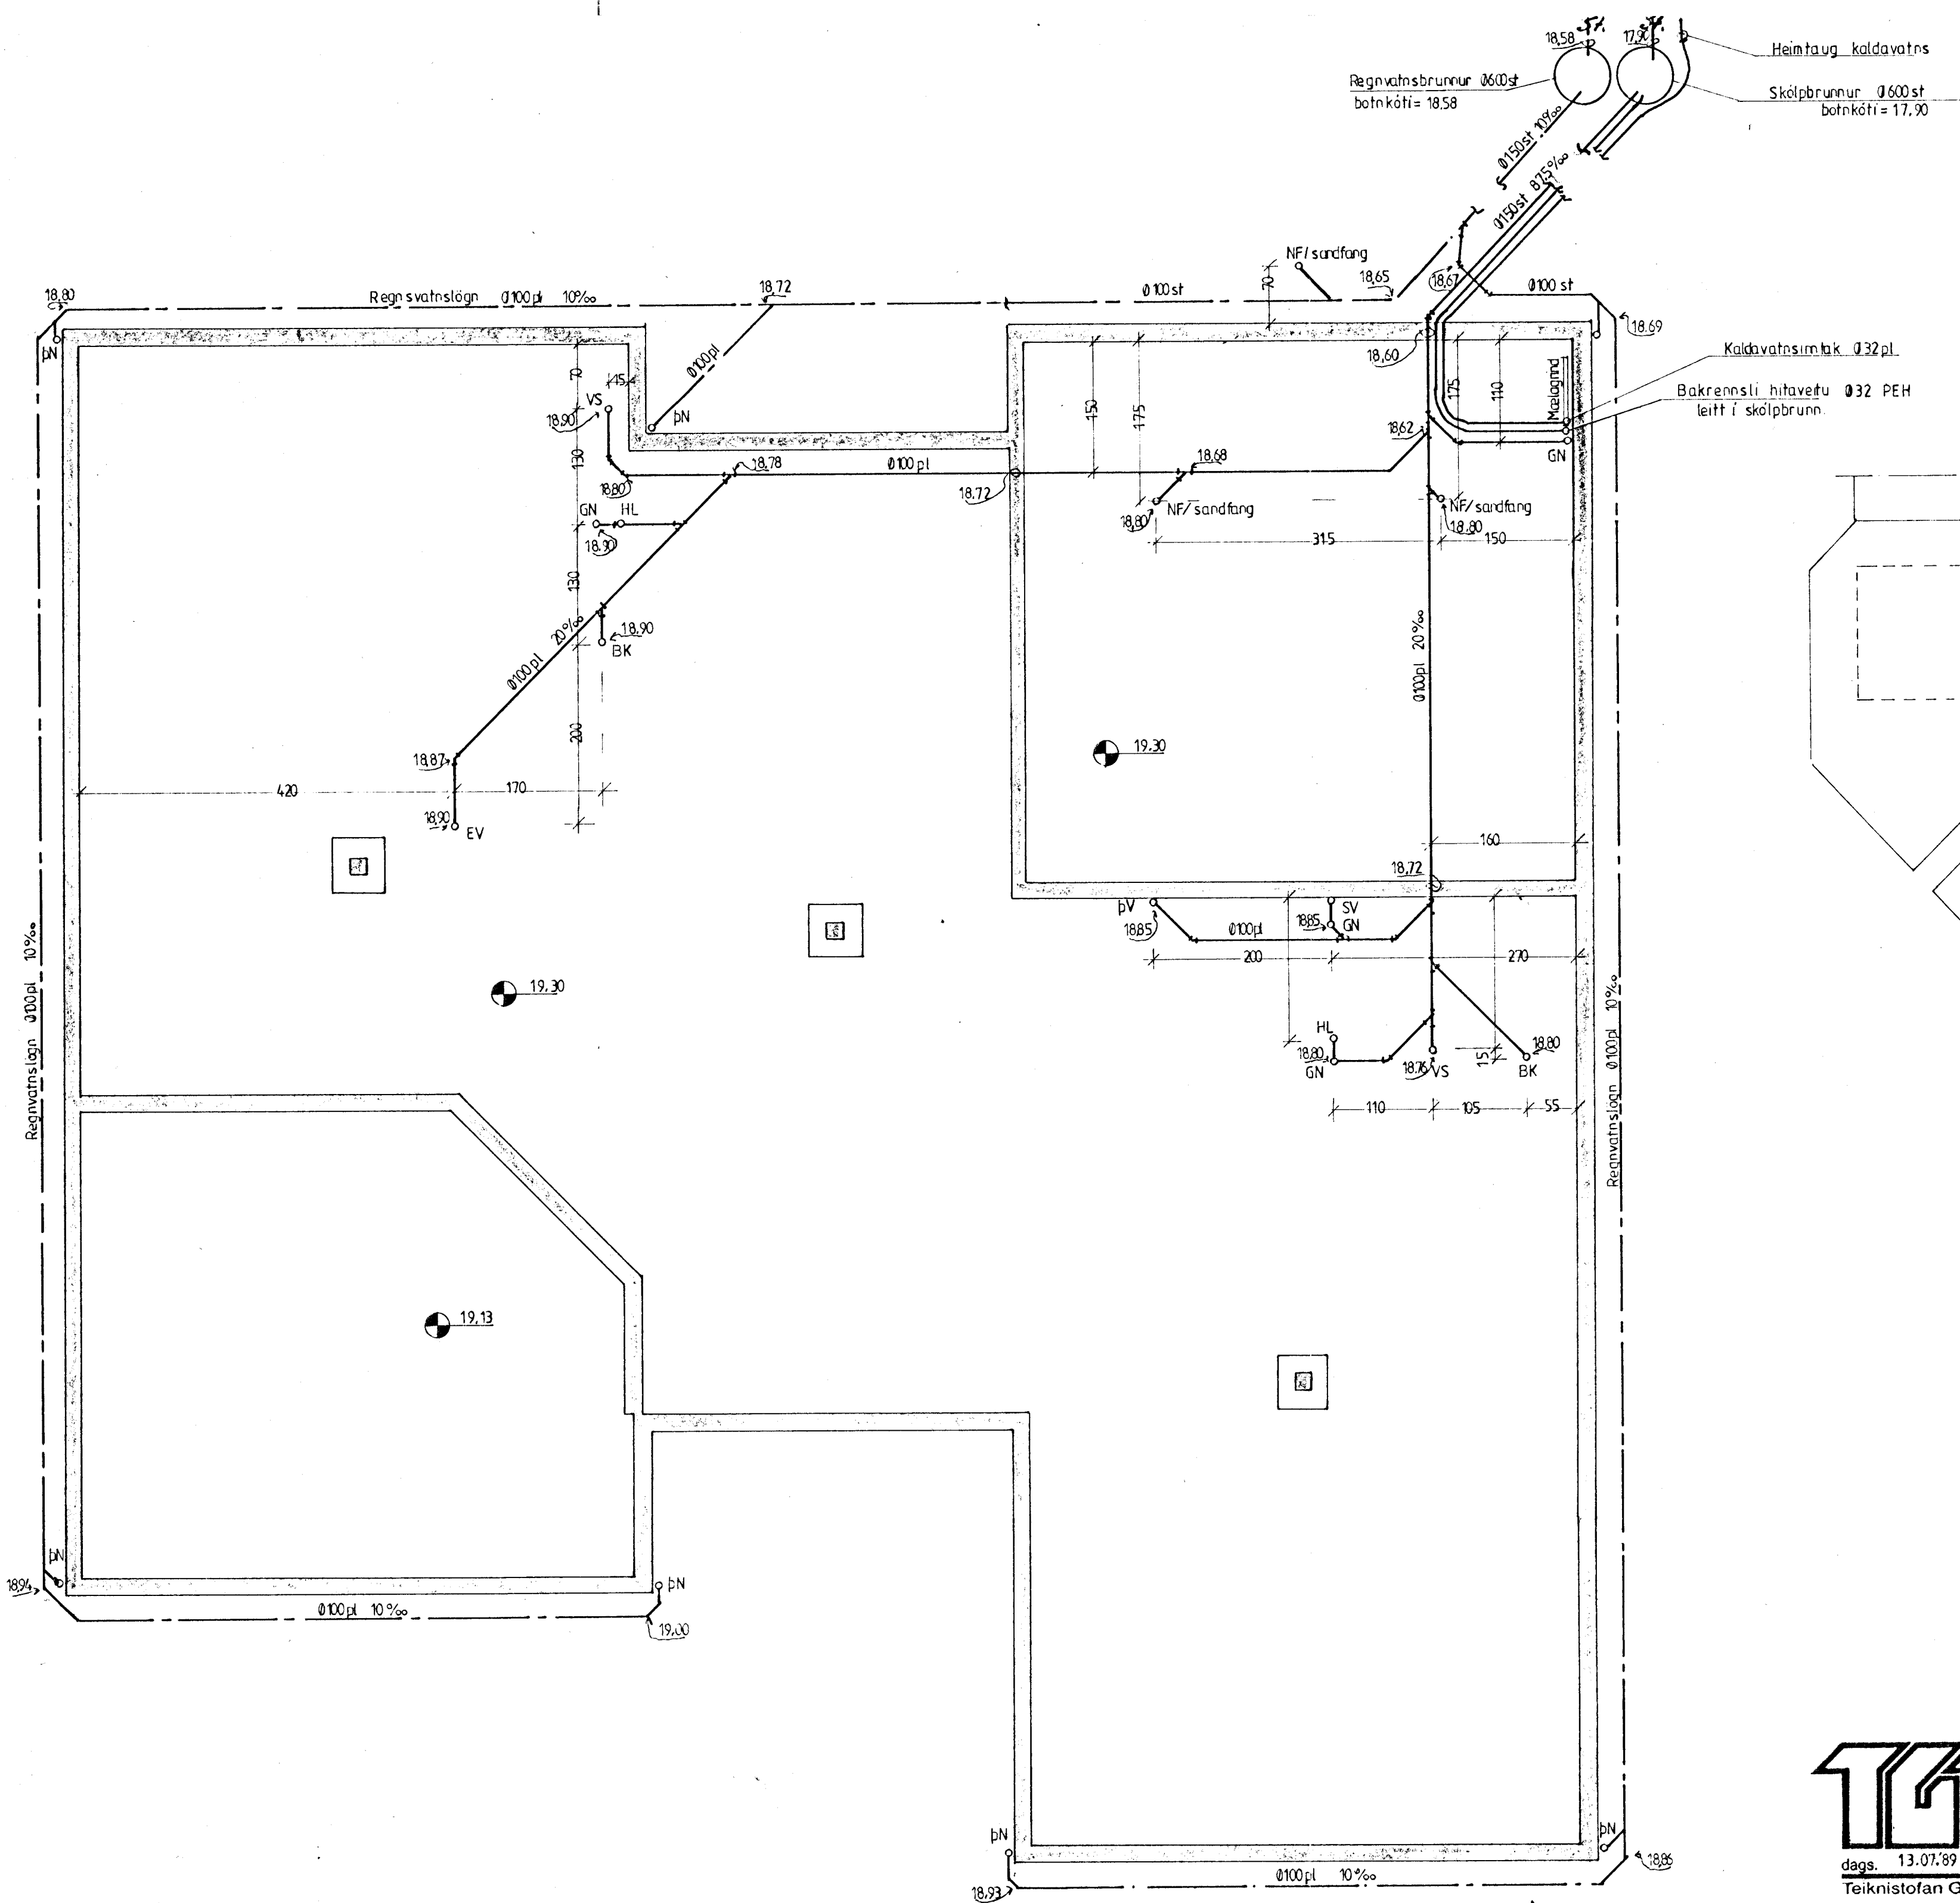 18,58
17,90
Heimtaug kaldavatns
Regnvatnsbrunnur Ø600st
botnkóti = 18,58
Skólpbrunnur Ø600st
botnkóti = 17,90
Ø150st 10‰
Ø150st 87,5‰
NF/sandfang
18,80
Regnsvatnslögn Ø100pl 10‰
18,72
Ø100st
70
18,65
18,67
Ø100 st
18.69
þN
70
45
VS
18,90
Ø100pl
þN
150
175
18,60
175
110
Mælagrind
Kaldavatnsinntak Ø32pl
Bakrennsli hitaveitu Ø32 PEH
leitt í skólpbrunn.
18,62
GN
130
18,80
18,78
Ø100pl
18.72
18,68
NF/sandfang
18,80
NF/sandfang
18.80
315
150
GN
HL
18.90
130
18.90
BK
Ø100pl 20‰
200
Ø100pl 20‰
18,87
420
170
18,90
EV
19.30
160
18,72
þV
18,85
Ø100pl
SV
18,85
GN
200
270
19,30
HL
18,80
GN
18.76
VS
15
18,80
BK
110
105
55
Regnvatnslögn Ø100pl 10‰
Regnvatnslögn Ø100pl 10‰
19,13
þN
18,94
Ø100pl 10‰
þN
19,00
þN
18,93
Ø100pl 10‰
þN
18,86
dags. 13.07.'89
Teiknistofan G